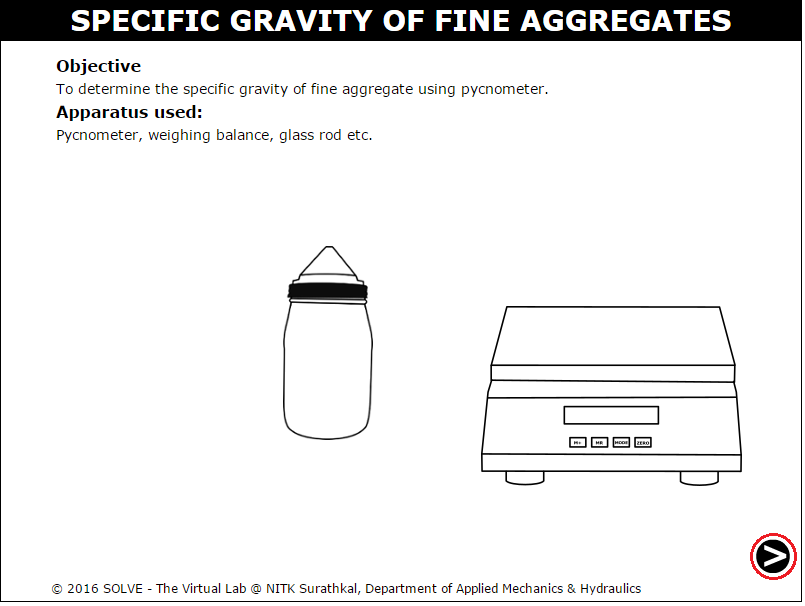 SPECIFIC GRAVITY OF FINE AGGREGATES
Objective
To determine the specific gravity of fine aggregate using pycnometer.
Apparatus used:
Pycnometer, weighing balance, glass rod etc.
M+ MR MODE ZERO
>
© 2016 SOLVE - The Virtual Lab @ NITK Surathkal, Department of Applied Mechanics & Hydraulics